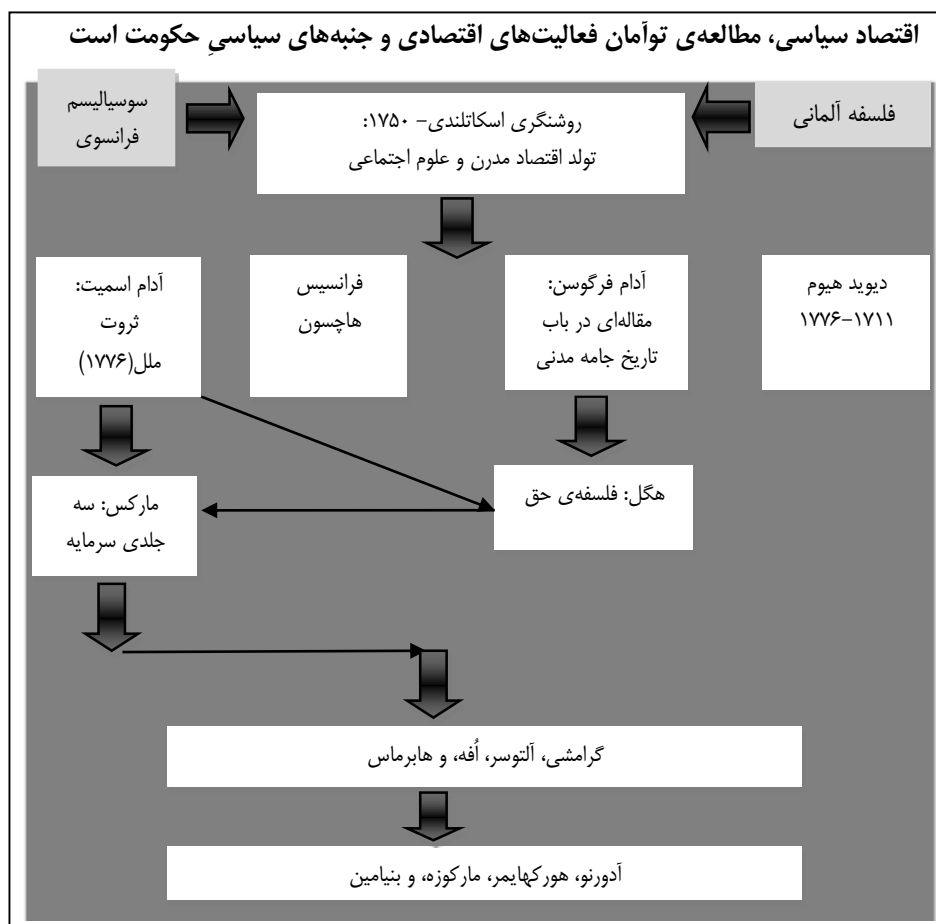 اقتصاد سیاسی، مطالعه‌ی توآمان فعالیت‌های اقتصادی و جنبه‌های سیاسیِ حکومت است
فلسفه آلمانی
روشنگری اسکاتلندی- ۱۷۵۰:
تولد اقتصاد مدرن و علوم اجتماعی
سوسیالیسم
فرانسوی
دیوید هیوم
۱۷۱۱-۱۷۷۶
آدام فرگوسن:
مقاله‌ای در باب
تاریخ جامه مدنی
فرانسیس
هاچسون
آدام اسمیت:
ثروت
ملل(۱۷۷۶)
هگل: فلسفه‌ی حق
مارکس: سه
جلدی سرمایه
گرامشی، آلتوسر، اُفه، و هابرماس
آدورنو، هورکهایمر، مارکوزه، و بنیامین